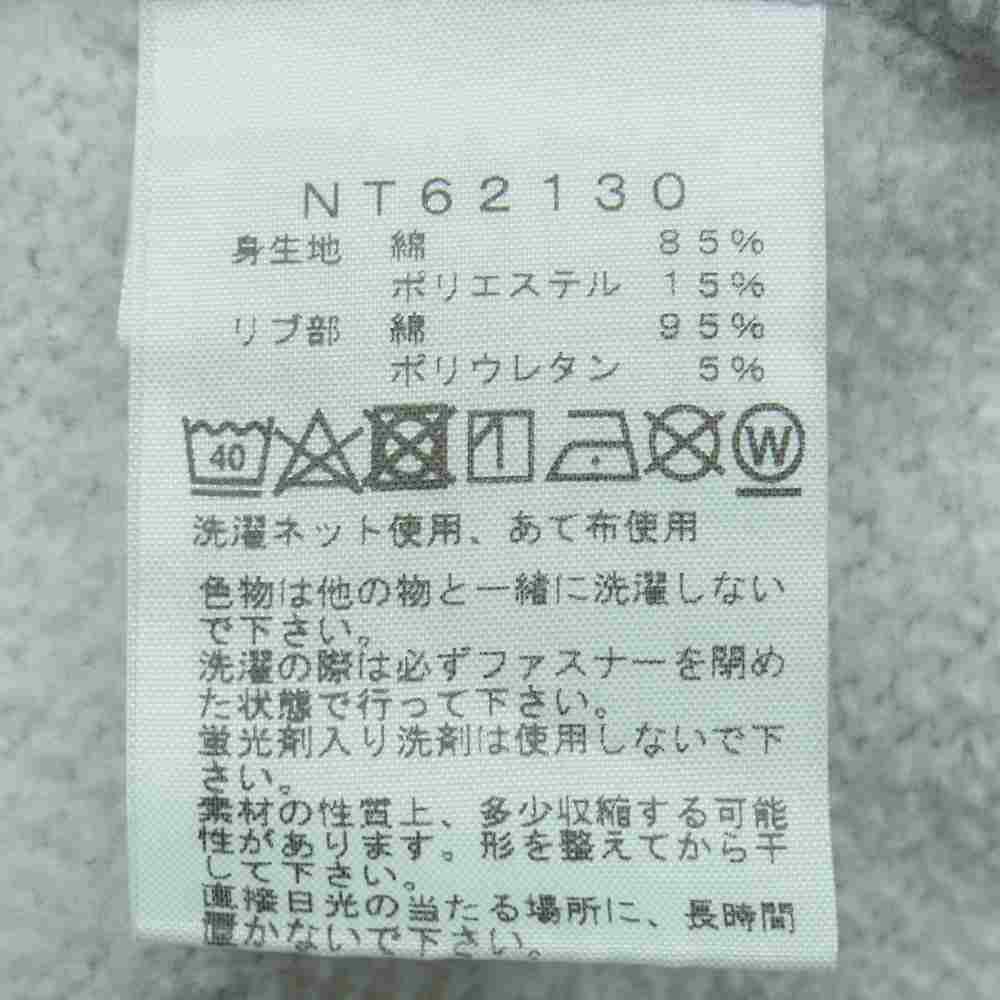 NT62130
身生地 綿 85%
ポリエステル 15%
リブ部 綿 95%
ポリウレタン 5%
40 W
洗濯ネット使用、あて布使用
色物は他の物と一緒に洗濯しない
で下さい。
洗濯の際は必ずファスナーを閉め
た状態で行って下さい。
蛍光剤入り洗剤は使用しないで下
さい。
素材の性質上、多少収縮する可能
性があります。形を整えてから干
して下さい。
直接日光の当たる場所に、長時間
置かないで下さい。